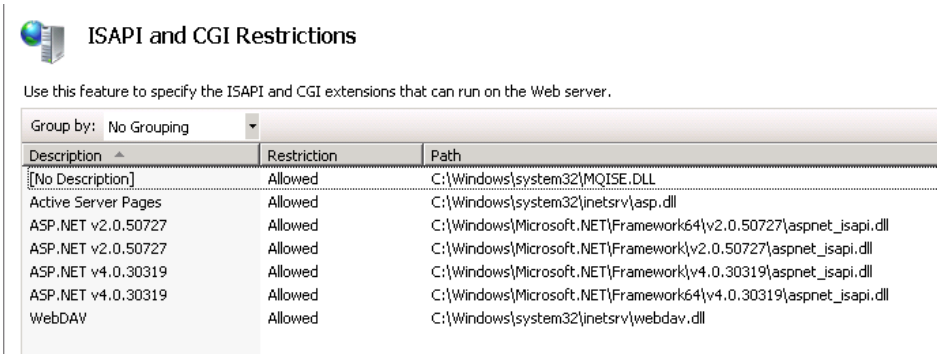 ISAPI and CGI Restrictions
Use this feature to specify the ISAPI and CGI extensions that can run on the Web server.
Group by: No Grouping
Description Restriction Path
[No Description] Allowed C:\Windows\system32\MQISE.DLL
Active Server Pages Allowed C:\Windows\system32\inetsrv\asp.dll
ASP.NET v2.0.50727 Allowed C:\Windows\Microsoft.NET\Framework64\v2.0.50727\aspnet_isapi.dll
ASP.NET v2.0.50727 Allowed C:\Windows\Microsoft.NET\Framework\v2.0.50727\aspnet_isapi.dll
ASP.NET v4.0.30319 Allowed C:\Windows\Microsoft.NET\Framework\v4.0.30319\aspnet_isapi.dll
ASP.NET v4.0.30319 Allowed C:\Windows\Microsoft.NET\Framework64\v4.0.30319\aspnet_isapi.dll
WebDAV Allowed C:\Windows\system32\inetsrv\webdav.dll